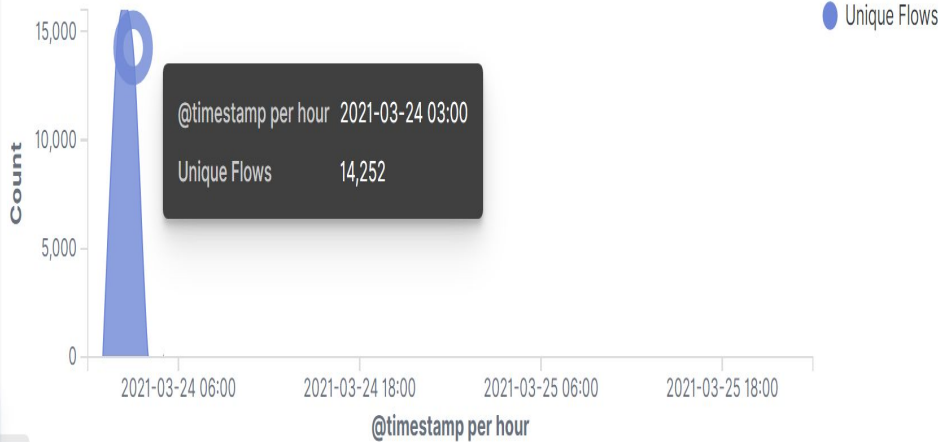 Unique Flows
15,000
10,000
5,000
0
Count
@timestamp per hour 2021-03-24 03:00
Unique Flows 14,252
2021-03-24 06:00 2021-03-24 18:00 2021-03-25 06:00 2021-03-25 18:00
@timestamp per hour